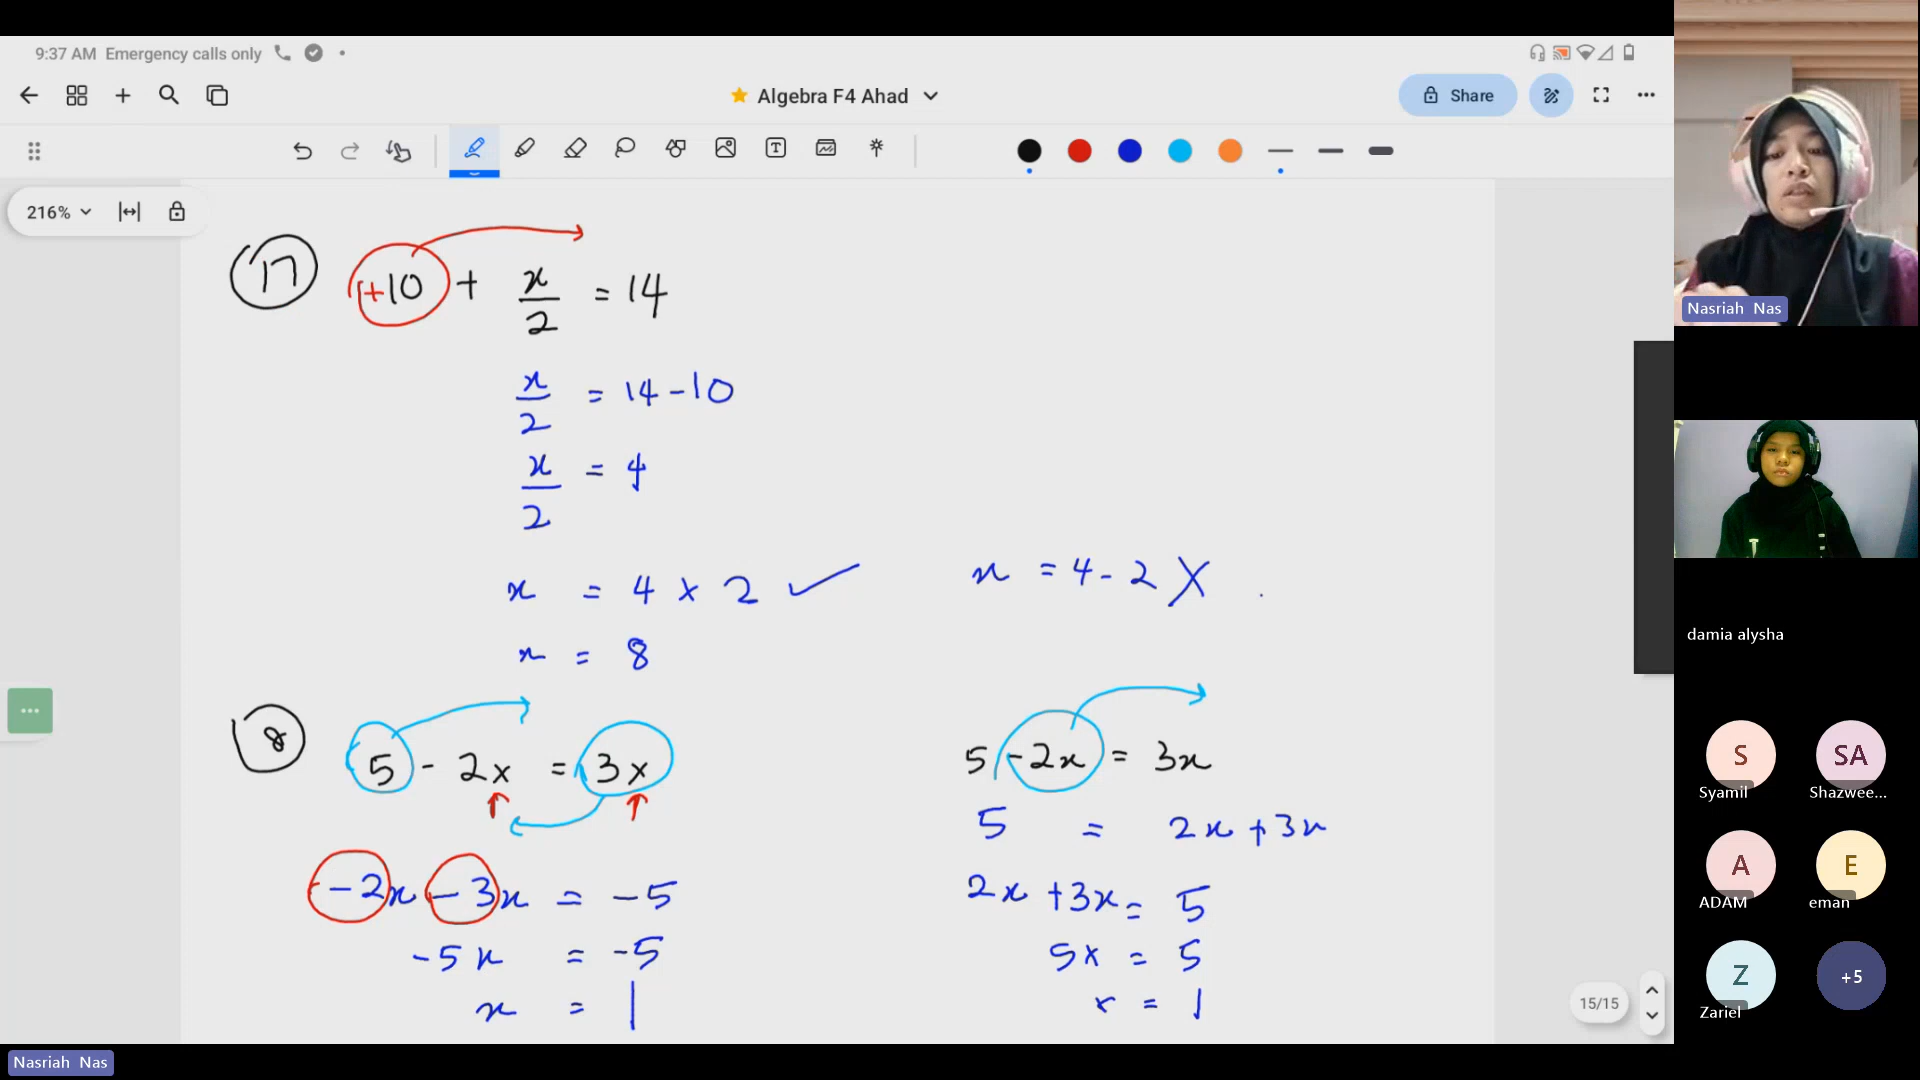 9:37 AM Emergency calls only
Algebra F4 Ahad
Share
216%
17 +10 + x/2 = 14
x/2 = 14 - 10
x/2 = 4
x = 4 × 2 ✓
x = 4 - 2 X
x = 8
8 5 - 2x = 3x
-2x - 3x = -5
-5x = -5
x = 1
5 - 2x = 3x
5 = 2x + 3x
2x + 3x = 5
5x = 5
x = 1
15/15
Nasriah Nas
Nasriah Nas
damia alysha
S
Syamil
SA
Shazwee...
A
ADAM
E
eman
Z
Zariel
+5